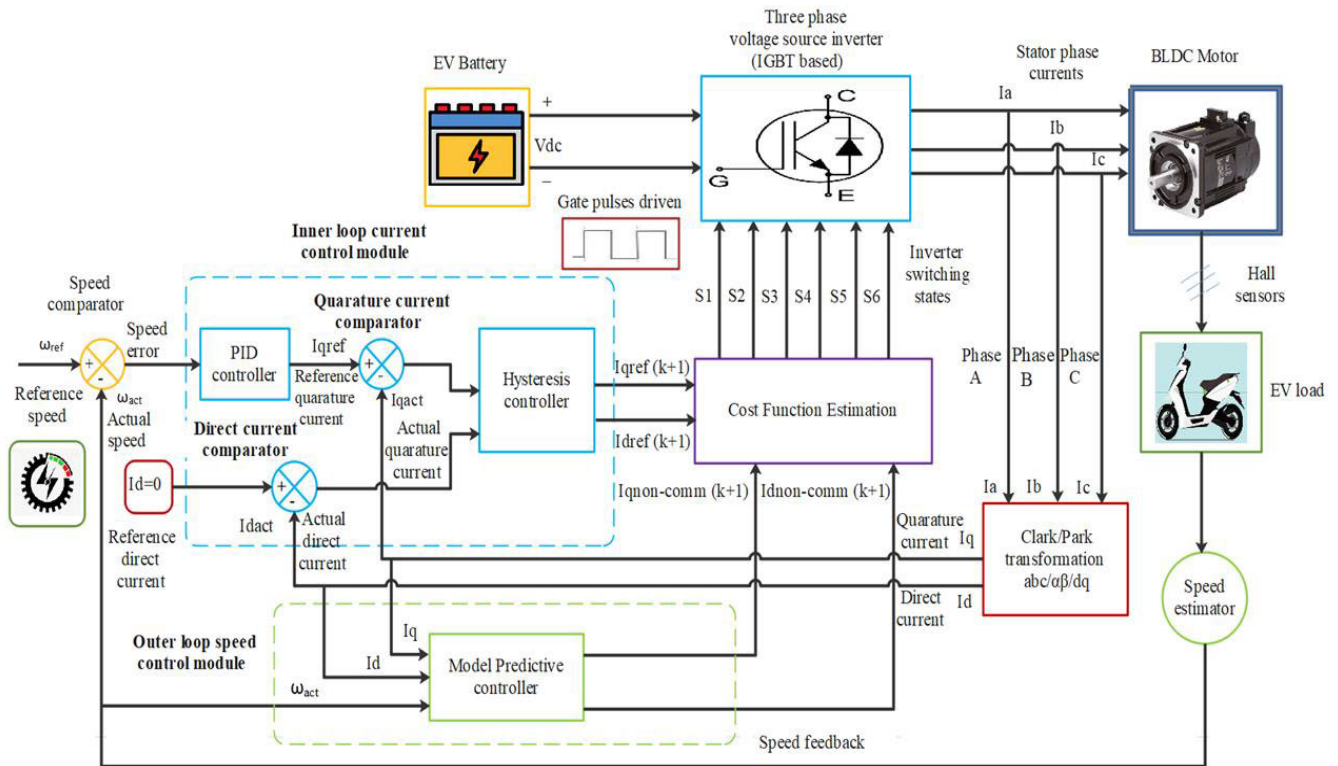 Three phase
voltage source inverter
(IGBT based)
EV Battery
Stator phase
currents
BLDC Motor
+
Vdc
−
C
G
E
Ia
Ib
Ic
Gate pulses driven
Inner loop current
control module
S1
S2
S3
S4
S5
S6
Inverter
switching
states
Hall
sensors
Speed
comparator
Quarature current
comparator
ωref
+
-
Speed
error
PID
controller
Iqref
Reference
quarature
current
+
-
Iqact
Actual
quarature
current
Hysteresis
controller
Iqref (k+1)
Idref (k+1)
Cost Function Estimation
Phase
A
Phase
B
Phase
C
EV load
Reference
speed
ωact
Actual
speed
Direct current
comparator
Id=0
+
-
Idact
Actual
direct
current
Reference
direct
current
Iqnon-comm (k+1)
Idnon-comm (k+1)
Ia
Ib
Ic
Quarature
current
Iq
Clark/Park
transformation
abc/αβ/dq
Direct
current
Id
Speed
estimator
Outer loop speed
control module
Iq
Id
ωact
Model Predictive
controller
Speed feedback